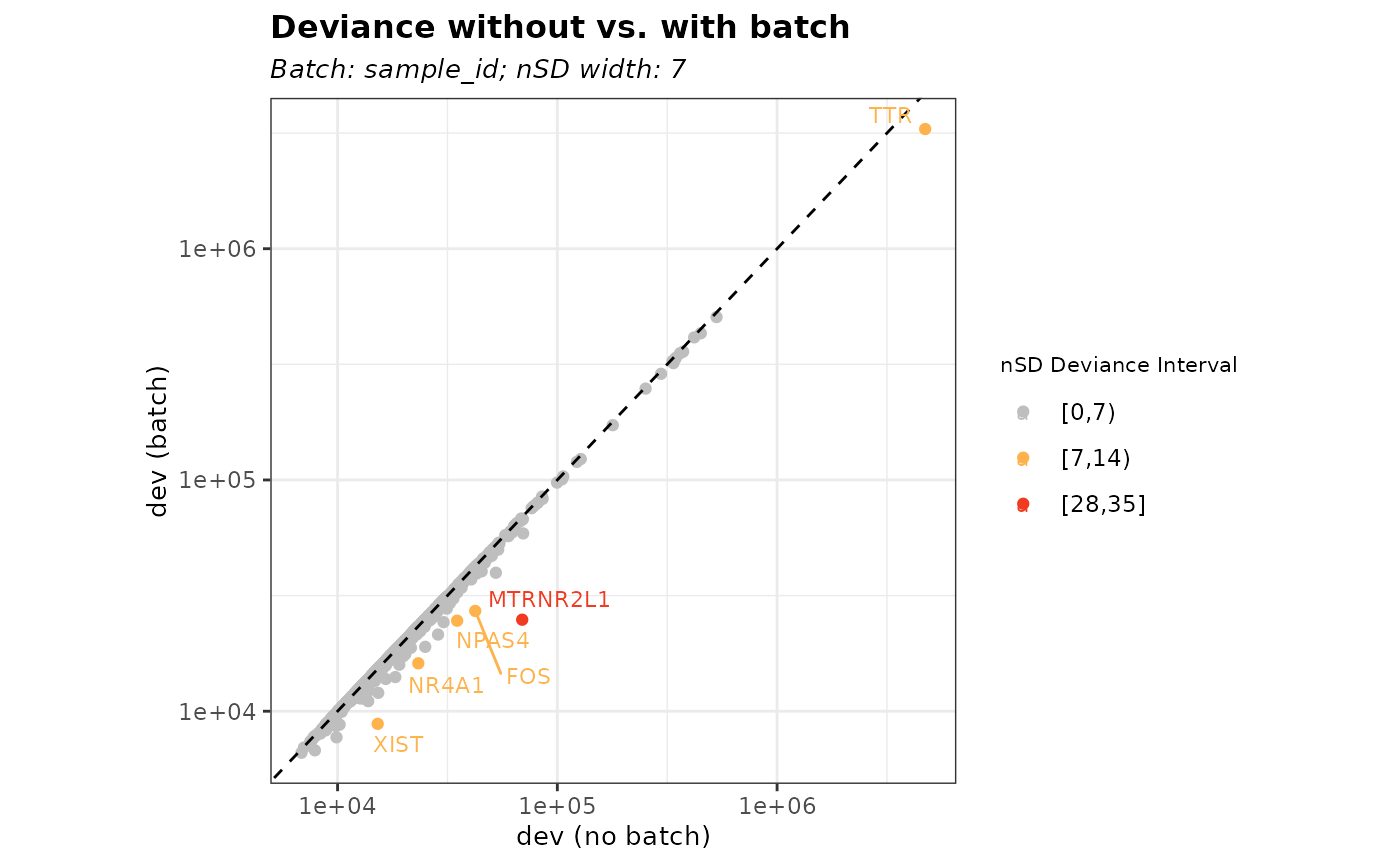 Deviance without vs. with batch
Batch: sample_id; nSD width: 7
TTR
1e+06
1e+05
1e+04
dev (batch)
MTRNR2L1
NPAS4
FOS
NR4A1
XIST
1e+04 1e+05 1e+06
dev (no batch)
nSD Deviance Interval
[0,7)
[7,14)
[28,35]